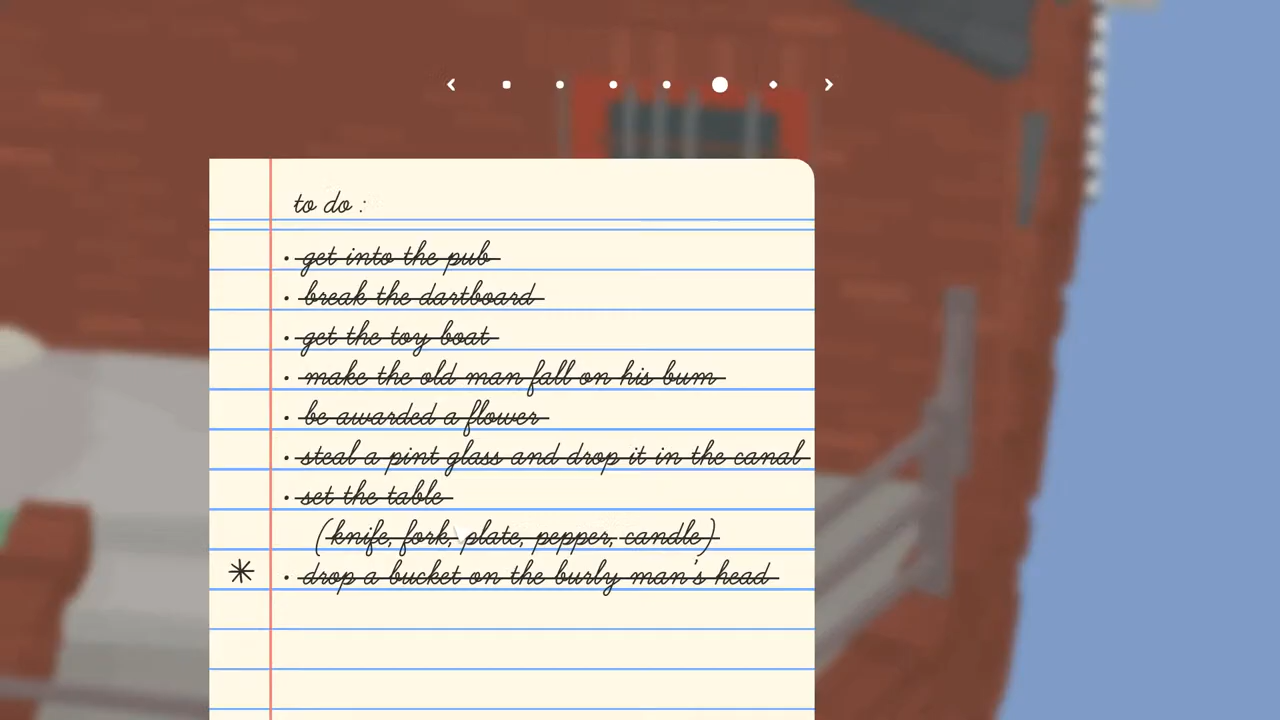 to do :
• get into the pub
• break the dartboard
• get the toy boat
• make the old man fall on his bum
• be awarded a flower
• steal a pint glass and drop it in the canal
• set the table
(knife, fork, plate, pepper, candle)
• drop a bucket on the burly man's head